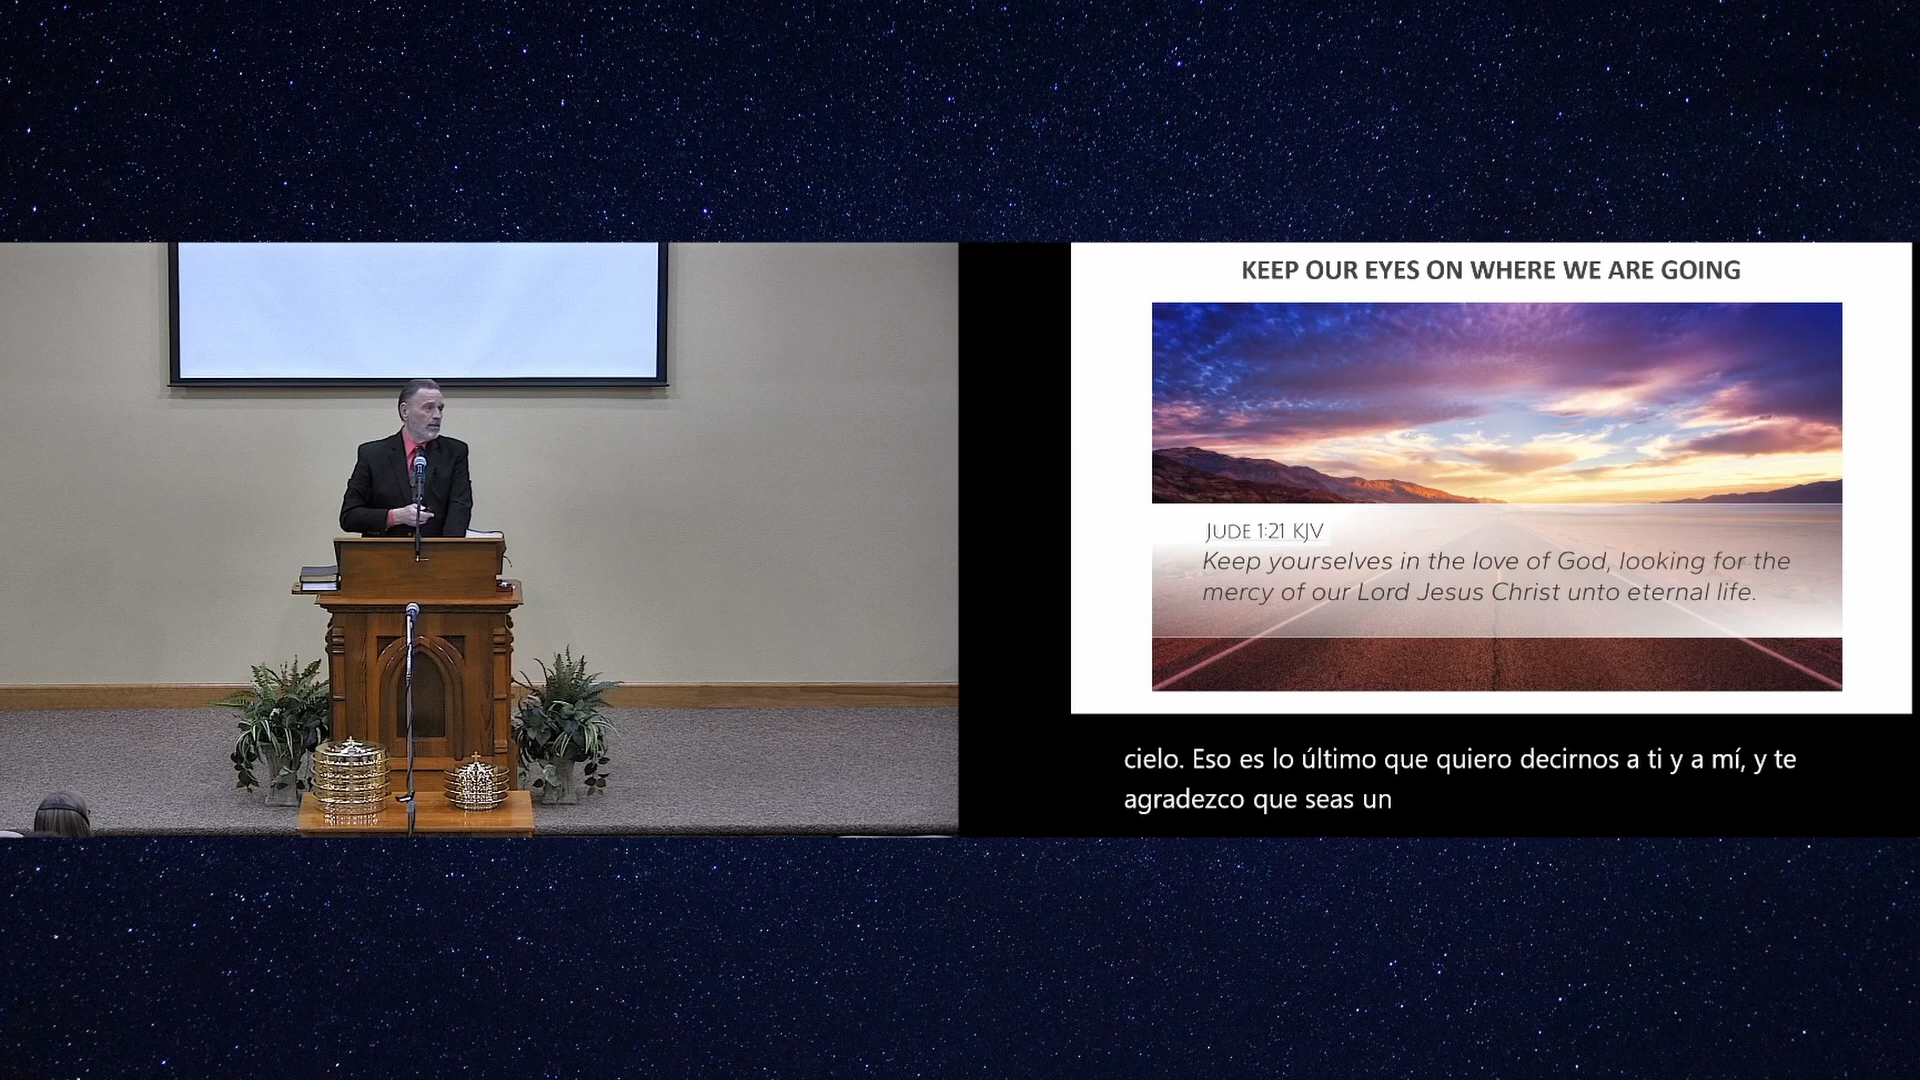 KEEP OUR EYES ON WHERE WE ARE GOING
JUDE 1:21 KJV
Keep yourselves in the love of God, looking for the
mercy of our Lord Jesus Christ unto eternal life.
cielo. Eso es lo último que quiero decirnos a ti y a mí, y te
agradezco que seas un